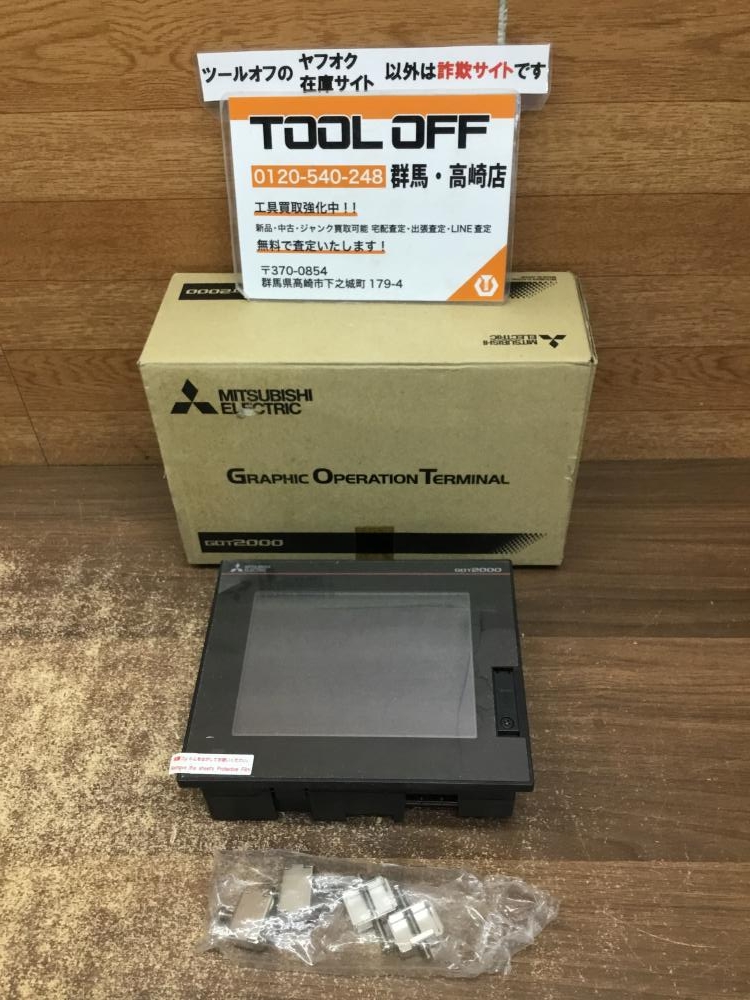 ツールオフの ヤフオク 在庫サイト 以外は詐欺サイトです
TOOL OFF
0120-540-248 群馬・高崎店
工具買取強化中!!
新品・中古・ジャンク買取可能 宅配査定・出張査定・LINE査定
無料で査定いたします!
〒370-0854
群馬県高崎市下之城町 179-4
GOT2000
MITSUBISHI
ELECTRIC
MITSUBISHI
ELECTRIC
GRAPHIC OPERATION TERMINAL
GOT2000
MITSUBISHI
ELECTRIC
GOT2000